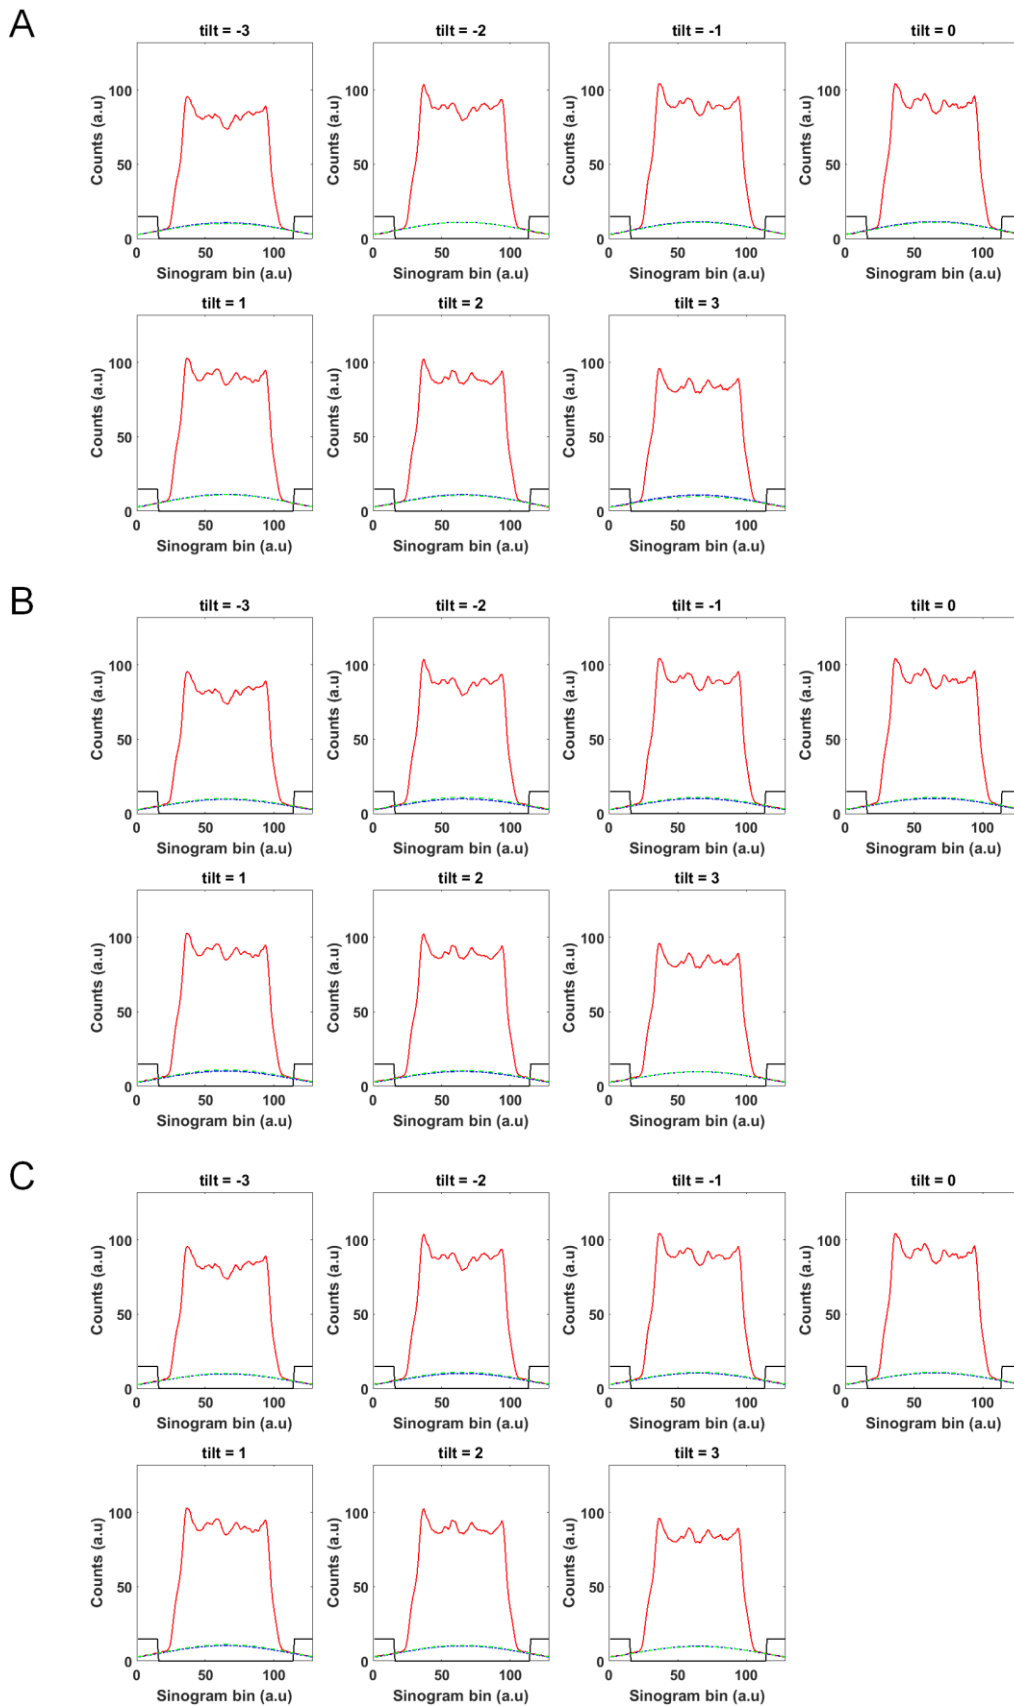 A
tilt = -3 tilt = -2 tilt = -1 tilt = 0
Counts (a.u) Counts (a.u) Counts (a.u) Counts (a.u)
100 100 100 100
50 50 50 50
0 0 0 0
0 50 100 0 50 100 0 50 100 0 50 100
Sinogram bin (a.u) Sinogram bin (a.u) Sinogram bin (a.u) Sinogram bin (a.u)
tilt = 1 tilt = 2 tilt = 3
Counts (a.u) Counts (a.u) Counts (a.u)
100 100 100
50 50 50
0 0 0
0 50 100 0 50 100 0 50 100
Sinogram bin (a.u) Sinogram bin (a.u) Sinogram bin (a.u)
B
tilt = -3 tilt = -2 tilt = -1 tilt = 0
Counts (a.u) Counts (a.u) Counts (a.u) Counts (a.u)
100 100 100 100
50 50 50 50
0 0 0 0
0 50 100 0 50 100 0 50 100 0 50 100
Sinogram bin (a.u) Sinogram bin (a.u) Sinogram bin (a.u) Sinogram bin (a.u)
tilt = 1 tilt = 2 tilt = 3
Counts (a.u) Counts (a.u) Counts (a.u)
100 100 100
50 50 50
0 0 0
0 50 100 0 50 100 0 50 100
Sinogram bin (a.u) Sinogram bin (a.u) Sinogram bin (a.u)
C
tilt = -3 tilt = -2 tilt = -1 tilt = 0
Counts (a.u) Counts (a.u) Counts (a.u) Counts (a.u)
100 100 100 100
50 50 50 50
0 0 0 0
0 50 100 0 50 100 0 50 100 0 50 100
Sinogram bin (a.u) Sinogram bin (a.u) Sinogram bin (a.u) Sinogram bin (a.u)
tilt = 1 tilt = 2 tilt = 3
Counts (a.u) Counts (a.u) Counts (a.u)
100 100 100
50 50 50
0 0 0
0 50 100 0 50 100 0 50 100
Sinogram bin (a.u) Sinogram bin (a.u) Sinogram bin (a.u)